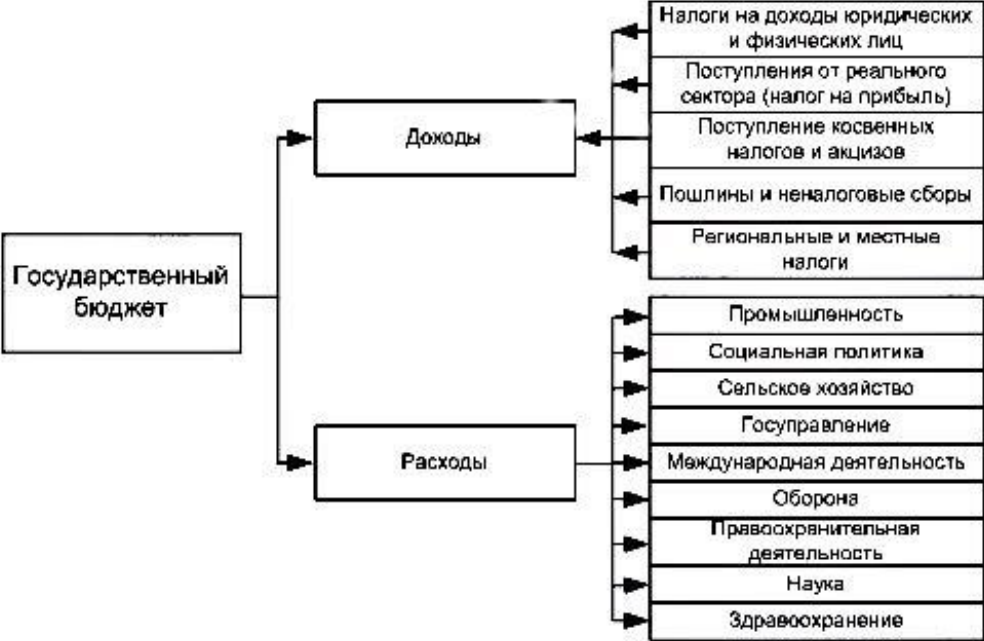 Государственный
бюджет
Доходы
Налоги на доходы юридических
и физических лиц
Поступления от реального
сектора (налог на прибыль)
Поступление косвенных
налогов и акцизов
Пошлины и неналоговые сборы
Региональные и местные
налоги
Расходы
Промышленность
Социальная политика
Сельское хозяйство
Госуправление
Международная деятельность
Оборона
Правоохранительная
деятельность
Наука
Здравоохранение